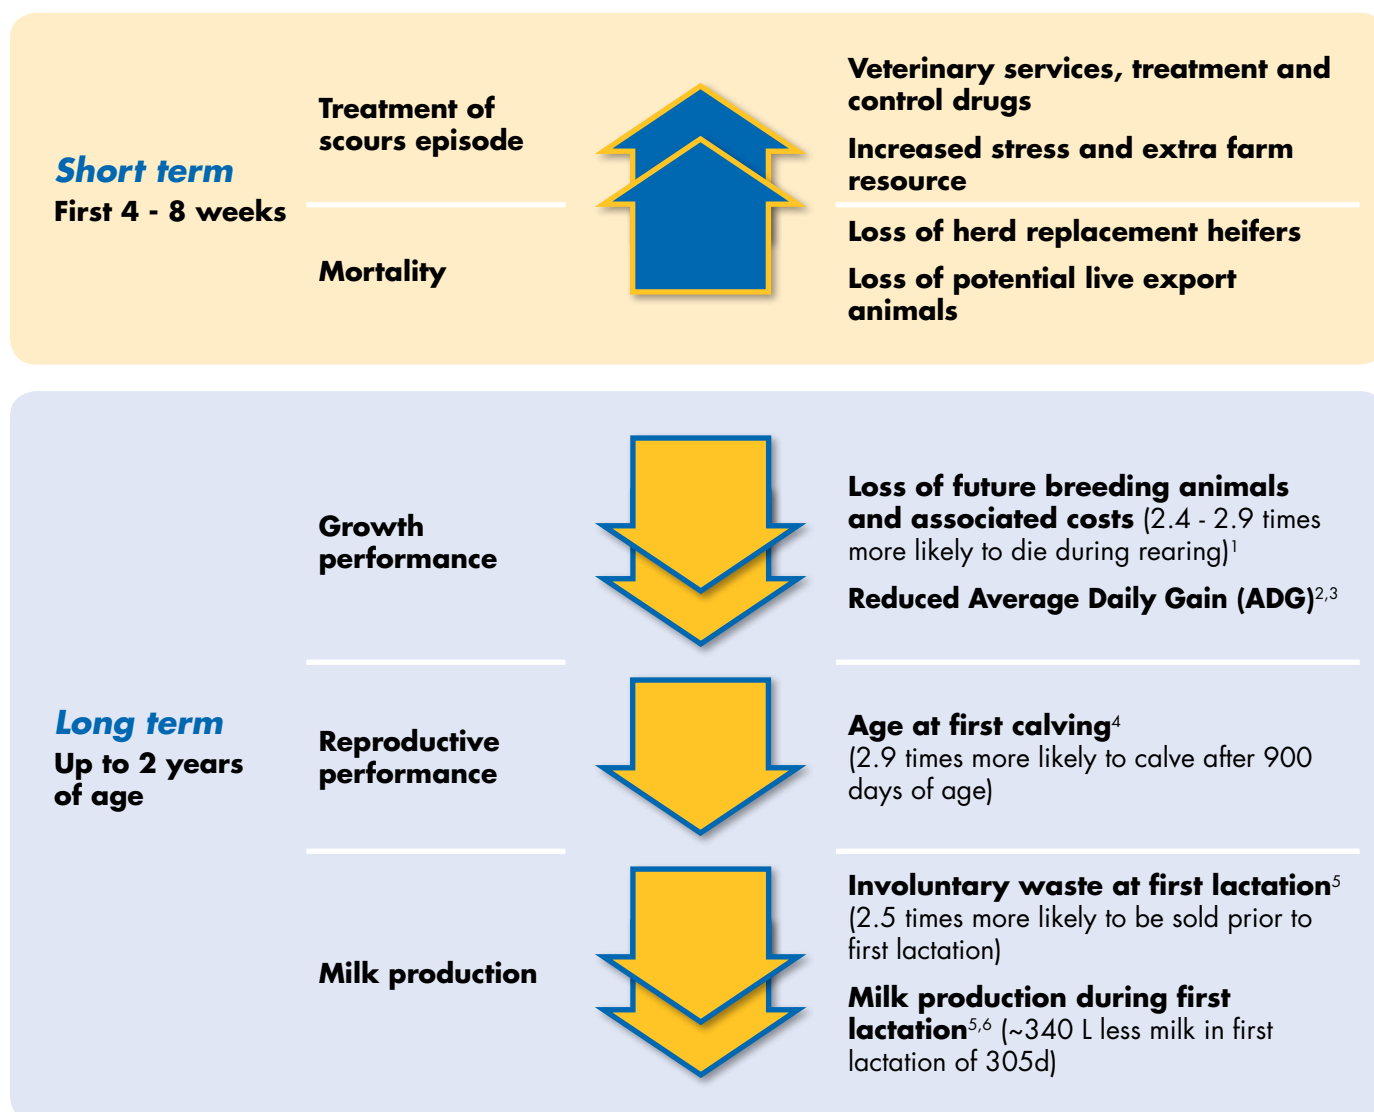 Short term
First 4 - 8 weeks
Treatment of
scours episode
Veterinary services, treatment and
control drugs
Increased stress and extra farm
resource
Mortality
Loss of herd replacement heifers
Loss of potential live export
animals
Long term
Up to 2 years
of age
Growth
performance
Loss of future breeding animals
and associated costs (2.4 - 2.9 times
more likely to die during rearing)¹
Reduced Average Daily Gain (ADG)²,³
Reproductive
performance
Age at first calving⁴
(2.9 times more likely to calve after 900
days of age)
Milk production
Involuntary waste at first lactation⁵
(2.5 times more likely to be sold prior to
first lactation)
Milk production during first
lactation⁵,⁶ (~340 L less milk in first
lactation of 305d)